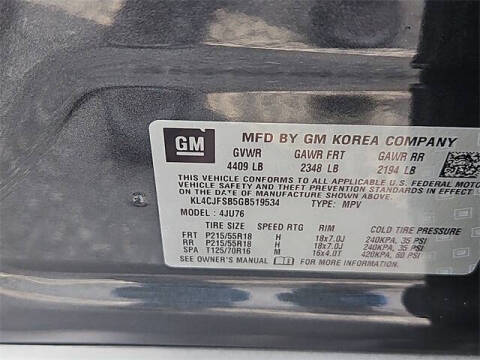 GM MFD BY GM KOREA COMPANY
GVWR GAWR FRT GAWR RR
4409 LB 2348 LB 2194 LB
THIS VEHICLE CONFORMS TO ALL APPLICABLE U.S. FEDERAL MOTOR
VEHICLE SAFETY AND THEFT PREVENTION STANDARDS IN EFFECT
ON THE DATE OF MANUFACTURE SHOWN ABOVE.
KL4CJFSB5GB519534 TYPE: MPV
MODEL: 4JU76
TIRE SIZE SPEED RTG RIM COLD TIRE PRESSURE
FRT P215/55R18 H 18x7.0J 240KPA, 35 PSI
RR P215/55R18 H 18x7.0J 240KPA, 35 PSI
SPA T125/70R16 M 16x4.0T 420KPA, 60 PSI
SEE OWNER'S MANUAL FOR MORE INFORMATION.